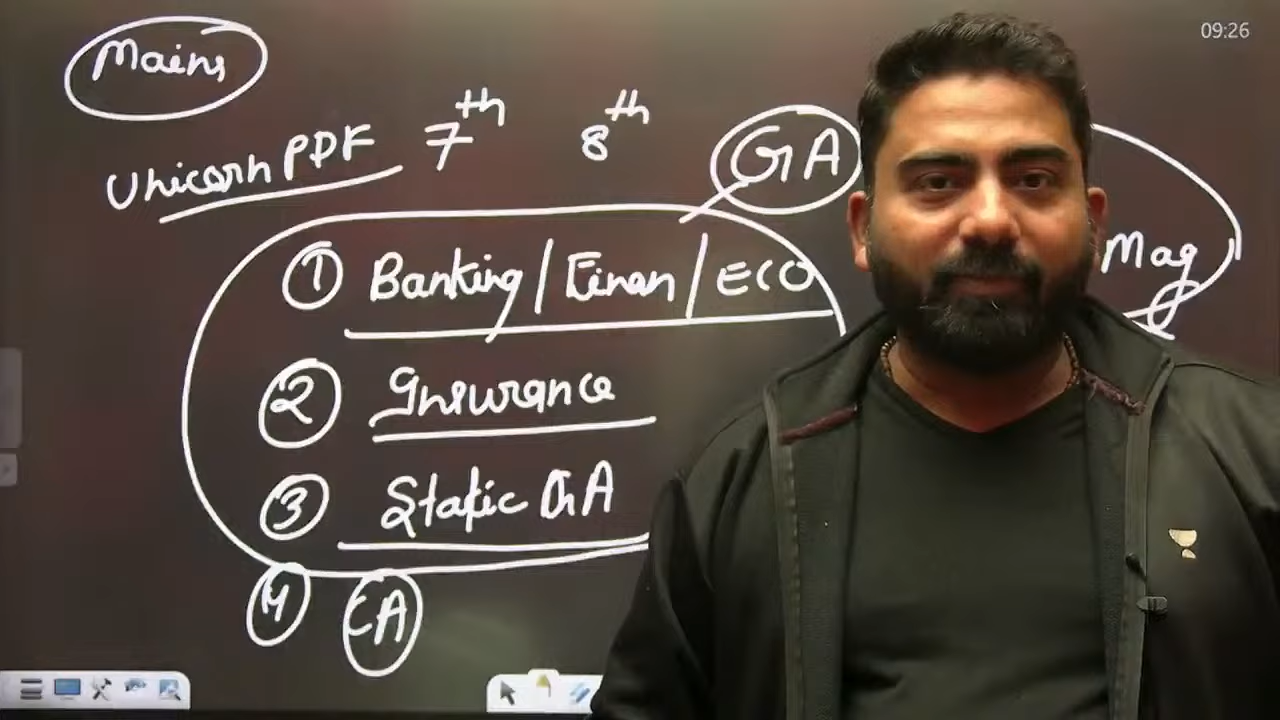 09:26
Mains
Unicorn PDF 7th 8th GA
① Banking/Finan/ECO Mag
② Insurance
③ Static GA
④ CA